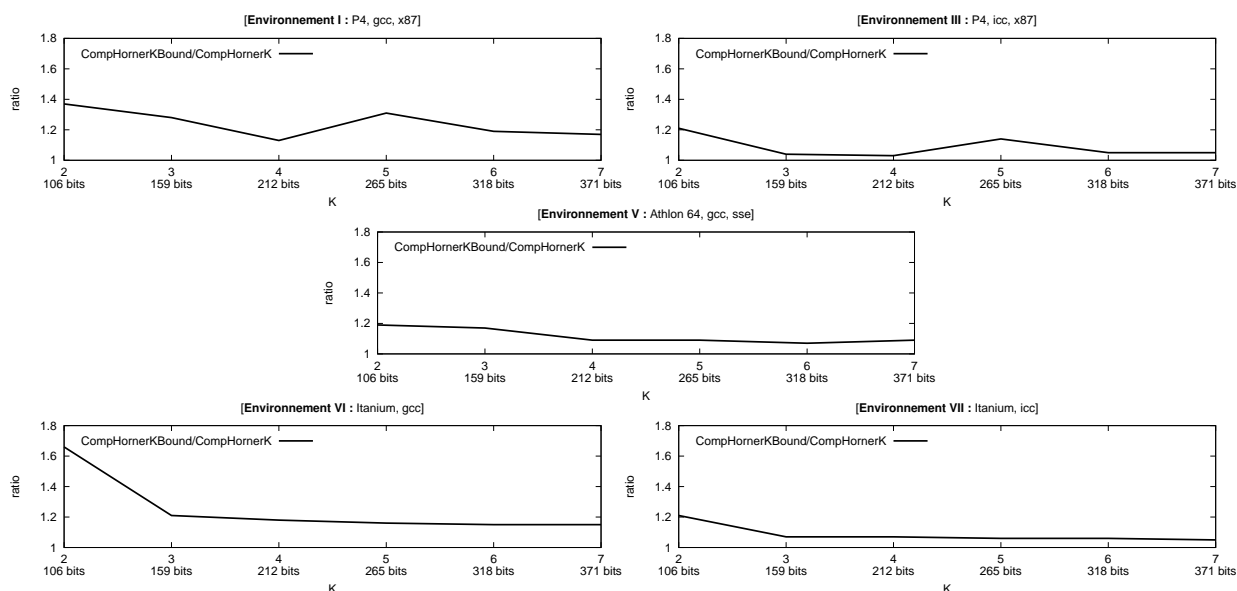 [Environnement I : P4, gcc, x87]
CompHornerKBound/CompHornerK
ratio
1.8
1.6
1.4
1.2
1
2 3 4 5 6 7
106 bits 159 bits 212 bits 265 bits 318 bits 371 bits
K
[Environnement III : P4, icc, x87]
CompHornerKBound/CompHornerK
ratio
1.8
1.6
1.4
1.2
1
2 3 4 5 6 7
106 bits 159 bits 212 bits 265 bits 318 bits 371 bits
K
[Environnement V : Athlon 64, gcc, sse]
CompHornerKBound/CompHornerK
ratio
1.8
1.6
1.4
1.2
1
2 3 4 5 6 7
106 bits 159 bits 212 bits 265 bits 318 bits 371 bits
K
[Environnement VI : Itanium, gcc]
CompHornerKBound/CompHornerK
ratio
1.8
1.6
1.4
1.2
1
2 3 4 5 6 7
106 bits 159 bits 212 bits 265 bits 318 bits 371 bits
K
[Environnement VII : Itanium, icc]
CompHornerKBound/CompHornerK
ratio
1.8
1.6
1.4
1.2
1
2 3 4 5 6 7
106 bits 159 bits 212 bits 265 bits 318 bits 371 bits
K